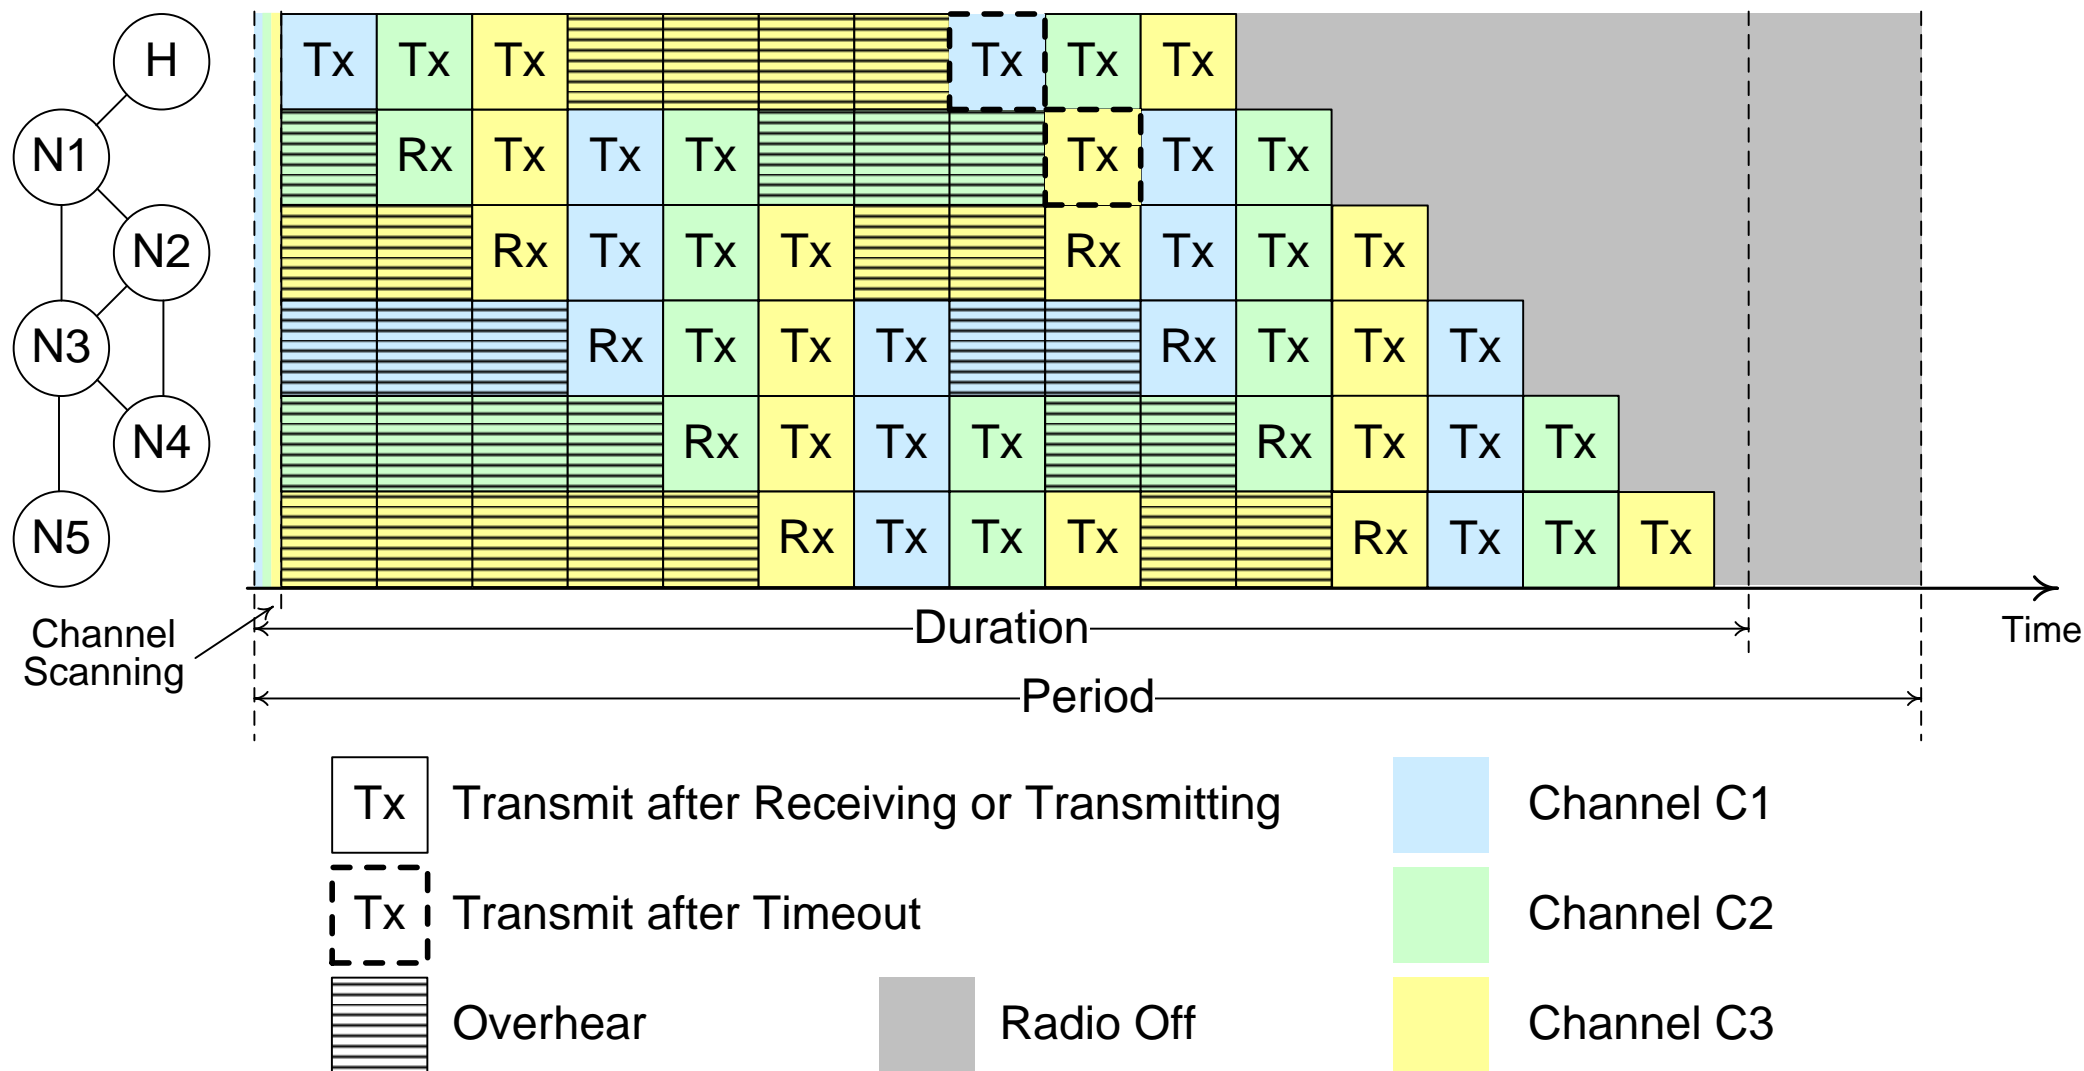 H Tx Tx Tx Tx Tx Tx
N1 Rx Tx Tx Tx Tx Tx Tx
N2 Rx Tx Tx Tx Rx Tx Tx Tx
N3 Rx Tx Tx Tx Rx Tx Tx Tx
N4 Rx Tx Tx Tx Rx Tx Tx Tx
N5 Rx Tx Tx Tx Rx Tx Tx Tx
Channel
Scanning
Duration
Time
Period
Tx Transmit after Receiving or Transmitting
Channel C1
Tx Transmit after Timeout
Channel C2
Overhear
Radio Off
Channel C3